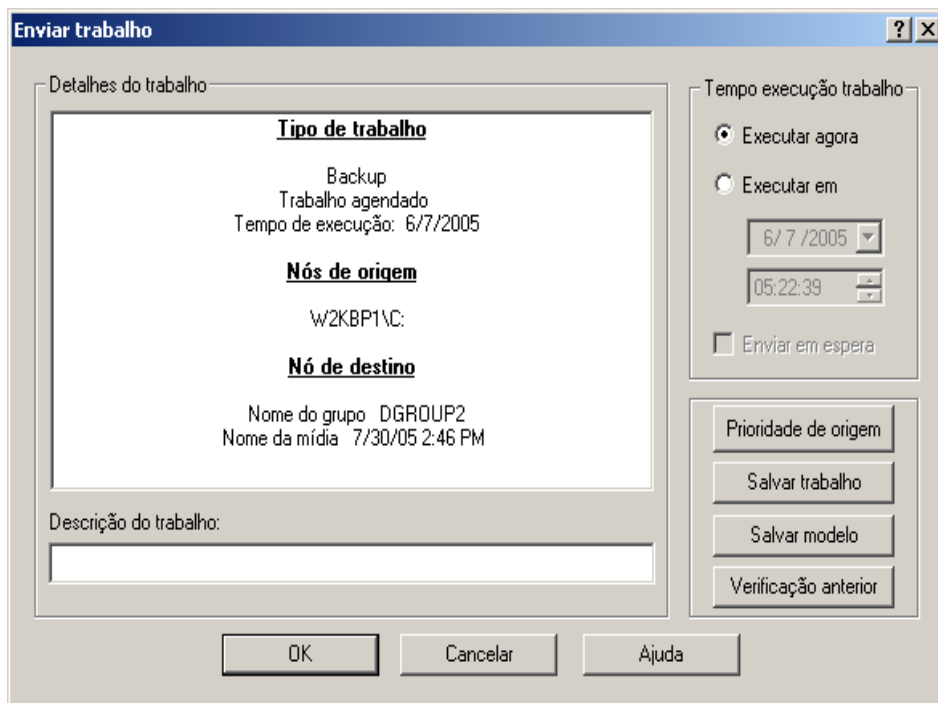 Enviar trabalho
Detalhes do trabalho
Tipo de trabalho
Backup
Trabalho agendado
Tempo de execução: 6/7/2005
Nós de origem
W2KBP1\C:
Nó de destino
Nome do grupo DGROUP2
Nome da mídia 7/30/05 2:46 PM
Descrição do trabalho:
Tempo execução trabalho
Executar agora
Executar em
6/ 7 /2005
05:22:39
Enviar em espera
Prioridade de origem
Salvar trabalho
Salvar modelo
Verificação anterior
OK
Cancelar
Ajuda